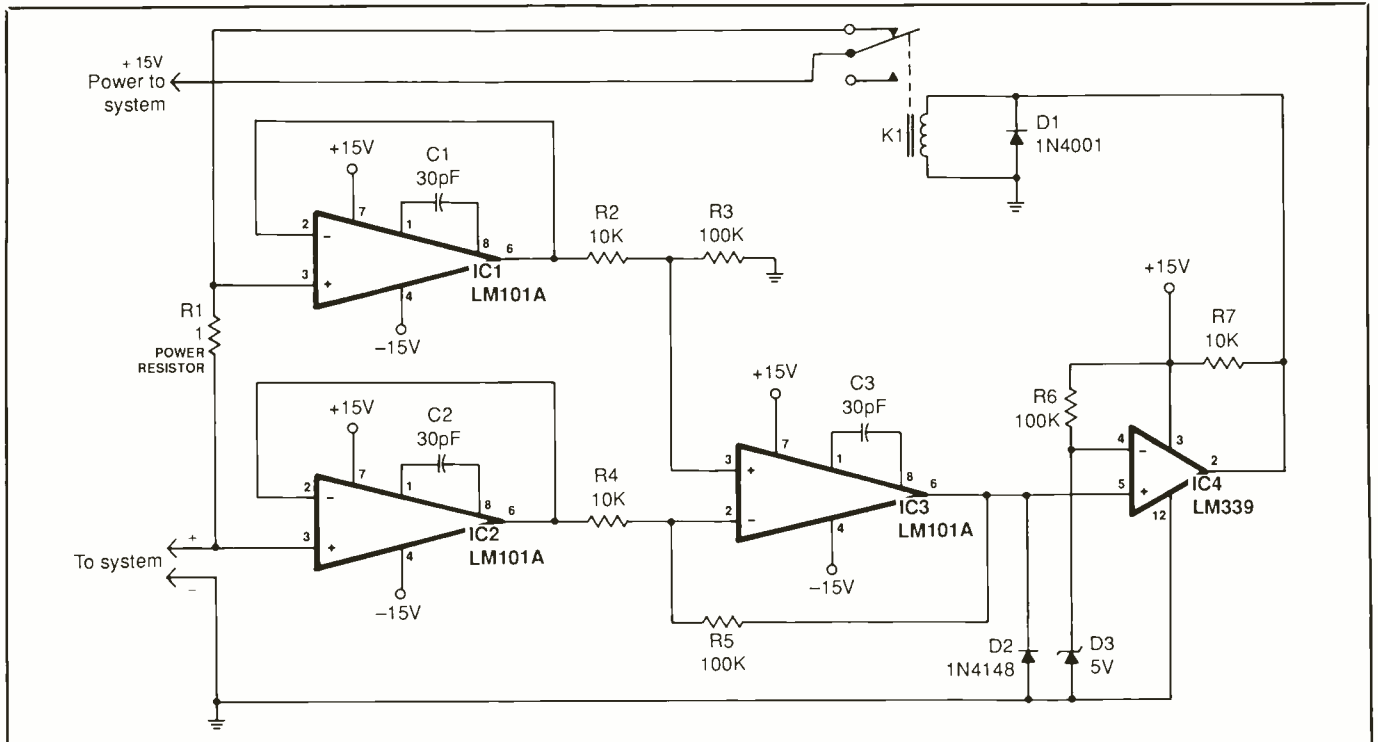 + 15V
Power to
system
K1
D1
1N4001
+15V
C1
30pF
7
1
8
2
−
6
3
+
4
IC1
LM101A
−15V
R2
10K
R3
100K
R1
1
POWER
RESISTOR
+15V
C2
30pF
7
1
8
2
−
6
3
+
4
IC2
LM101A
−15V
R4
10K
+15V
C3
30pF
7
1
8
3
+
6
2
−
4
IC3
LM101A
−15V
R5
100K
+15V
R7
10K
R6
100K
4
−
3
2
5
+
12
IC4
LM339
To system
+
−
D2
1N4148
D3
5V